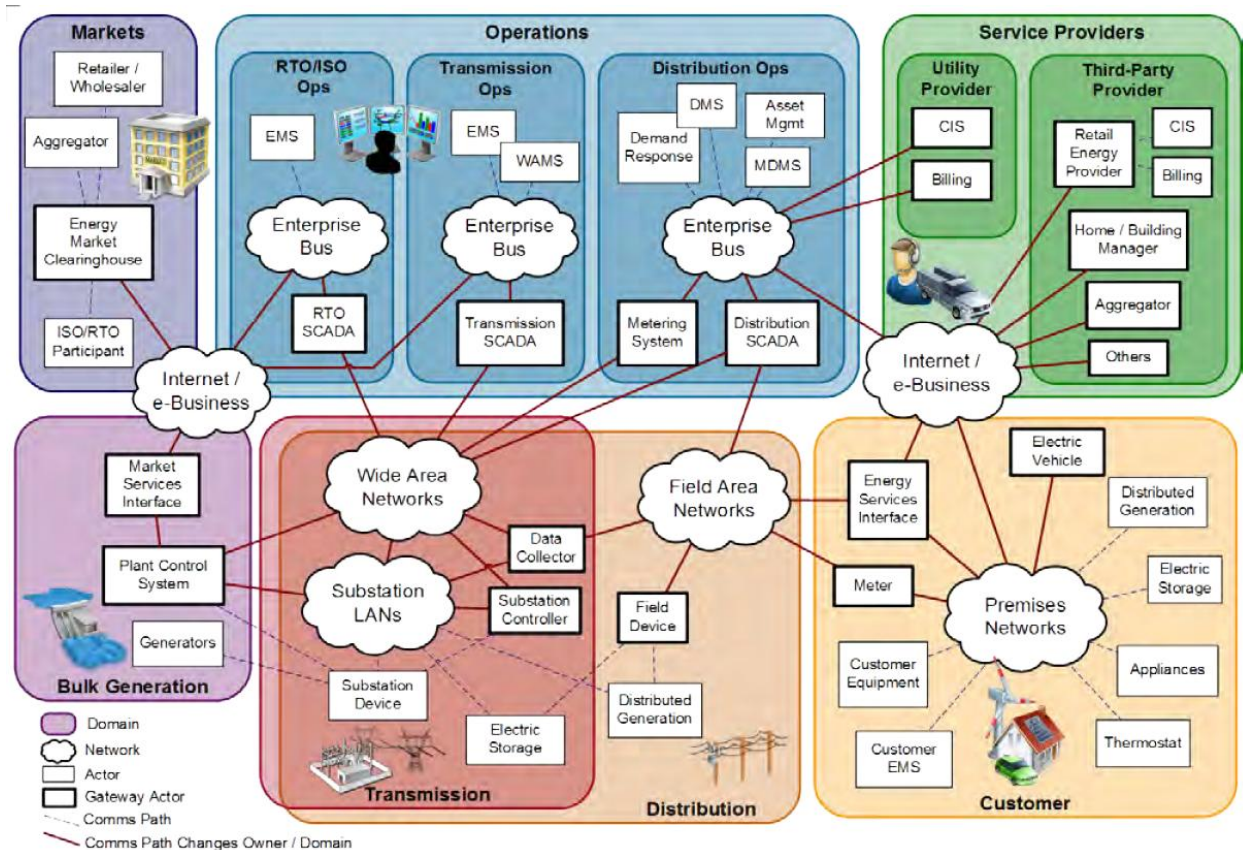 Markets
Retailer /
Wholesaler
Aggregator
Energy
Market
Clearinghouse
ISO/RTO
Participant
Operations
RTO/ISO
Ops
EMS
Enterprise
Bus
RTO
SCADA
Transmission
Ops
EMS
WAMS
Enterprise
Bus
Transmission
SCADA
Distribution Ops
DMS
Asset
Mgmt
Demand
Response
MDMS
Enterprise
Bus
Metering
System
Distribution
SCADA
Service Providers
Utility
Provider
CIS
Billing
Third-Party
Provider
Retail
Energy
Provider
CIS
Billing
Home / Building
Manager
Aggregator
Others
Internet /
e-Business
Internet /
e-Business
Market
Services
Interface
Plant Control
System
Generators
Bulk Generation
Wide Area
Networks
Substation
LANs
Data
Collector
Substation
Controller
Substation
Device
Electric
Storage
Transmission
Field Area
Networks
Field
Device
Distributed
Generation
Distribution
Energy
Services
Interface
Electric
Vehicle
Distributed
Generation
Meter
Premises
Networks
Electric
Storage
Customer
Equipment
Appliances
Customer
EMS
Thermostat
Customer
Domain
Network
Actor
Gateway Actor
Comms Path
Comms Path Changes Owner / Domain
MARKET